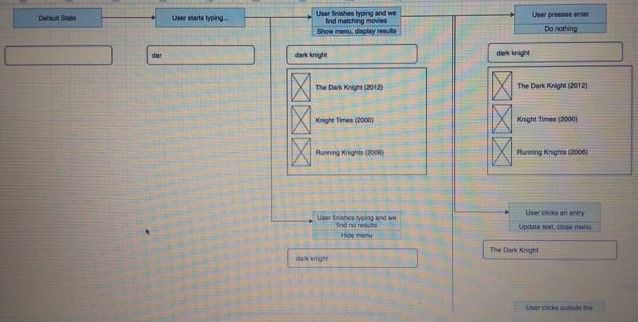 Default State
User starts typing...
dar
User finishes typing and we
find matching movies
Show menu, display results
dark knight
The Dark Knight (2012)
Knight Times (2000)
Running Knights (2006)
User finishes typing and we
find no results
Hide menu
dark knight
User presses enter
Do nothing
dark knight
The Dark Knight (2012)
Knight Times (2000)
Running Knights (2006)
User clicks an entry
Update text, close menu
The Dark Knight
User clicks outside the